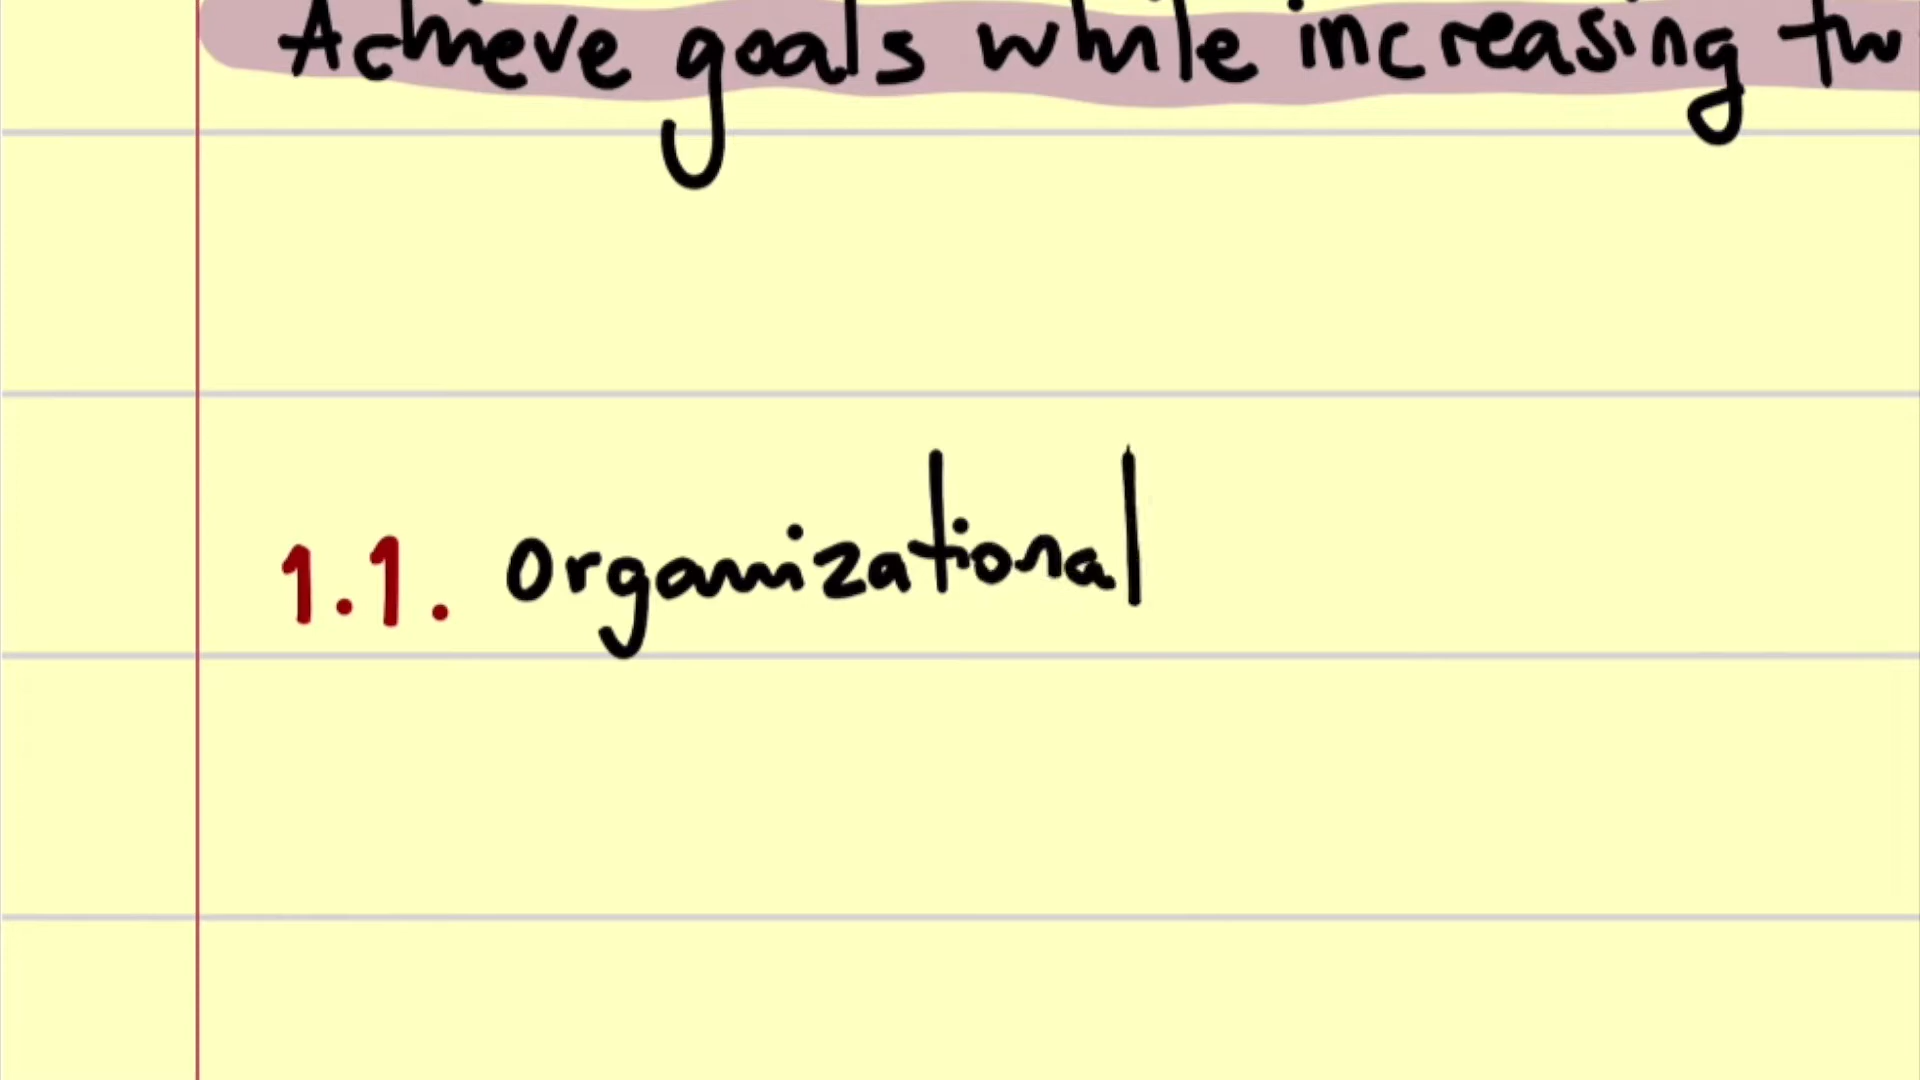 Achieve goals while increasing
1.1. organizational